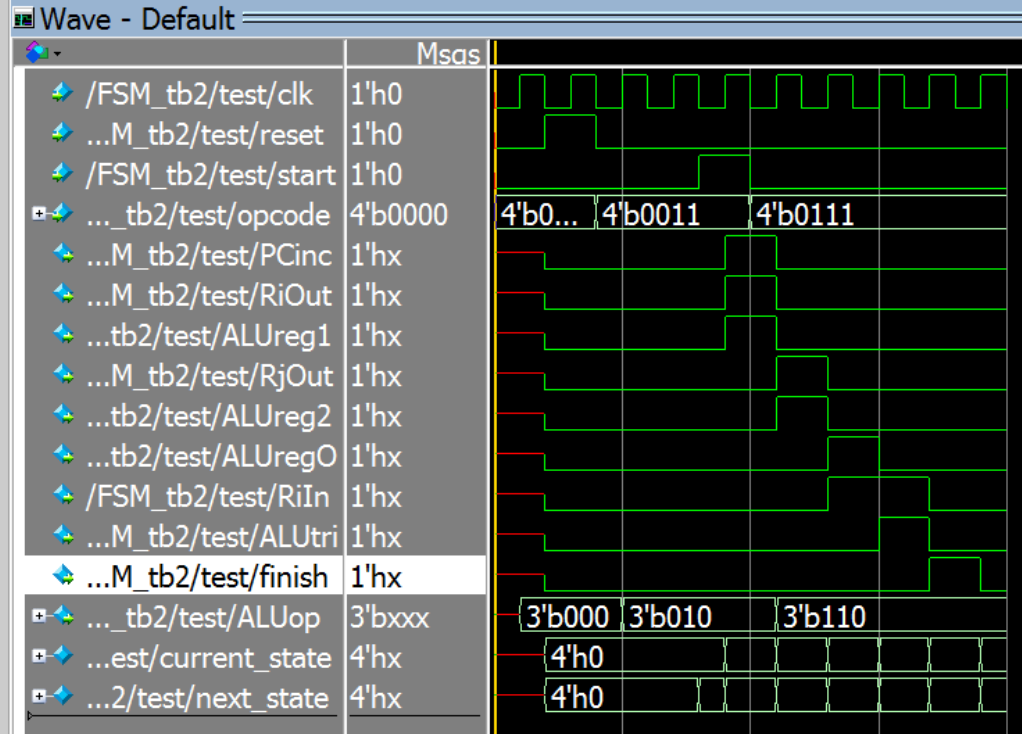 Wave - Default
Msgs
/FSM_tb2/test/clk 1'h0
...M_tb2/test/reset 1'h0
/FSM_tb2/test/start 1'h0
..._tb2/test/opcode 4'b0000 4'b0... 4'b0011 4'b0111
...M_tb2/test/PCinc 1'hx
...M_tb2/test/RiOut 1'hx
...tb2/test/ALUreg1 1'hx
...M_tb2/test/RjOut 1'hx
...tb2/test/ALUreg2 1'hx
...tb2/test/ALUregO 1'hx
/FSM_tb2/test/RiIn 1'hx
...M_tb2/test/ALUtri 1'hx
...M_tb2/test/finish 1'hx
..._tb2/test/ALUop 3'bxxx 3'b000 3'b010 3'b110
...est/current_state 4'hx 4'h0
...2/test/next_state 4'hx 4'h0